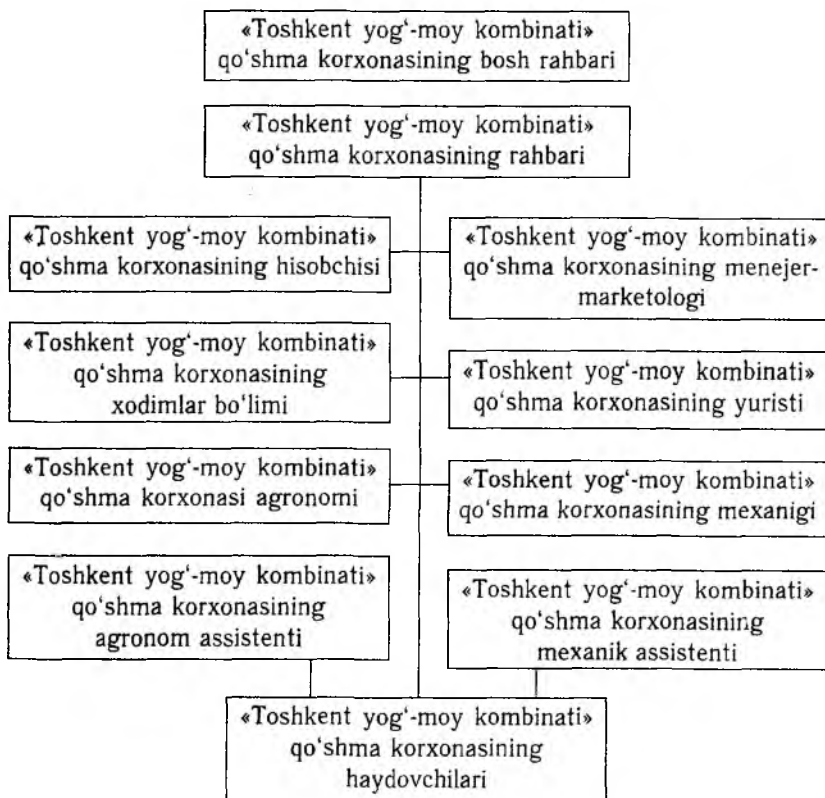 «Toshkent yog‘-moy kombinati»
qo‘shma korxonasining bosh rahbari
«Toshkent yog‘-moy kombinati»
qo‘shma korxonasining rahbari
«Toshkent yog‘-moy kombinati»
qo‘shma korxonasining hisobchisi
«Toshkent yog‘-moy kombinati»
qo‘shma korxonasining menejer-
marketologi
«Toshkent yog‘-moy kombinati»
qo‘shma korxonasining
xodimlar bo‘limi
«Toshkent yog‘-moy kombinati»
qo‘shma korxonasining yuristi
«Toshkent yog‘-moy kombinati»
qo‘shma korxonasi agronomi
«Toshkent yog‘-moy kombinati»
qo‘shma korxonasining mexanigi
«Toshkent yog‘-moy kombinati»
qo‘shma korxonasining
agronom assistenti
«Toshkent yog‘-moy kombinati»
qo‘shma korxonasining
mexanik assistenti
«Toshkent yog‘-moy kombinati»
qo‘shma korxonasining
haydovchilari